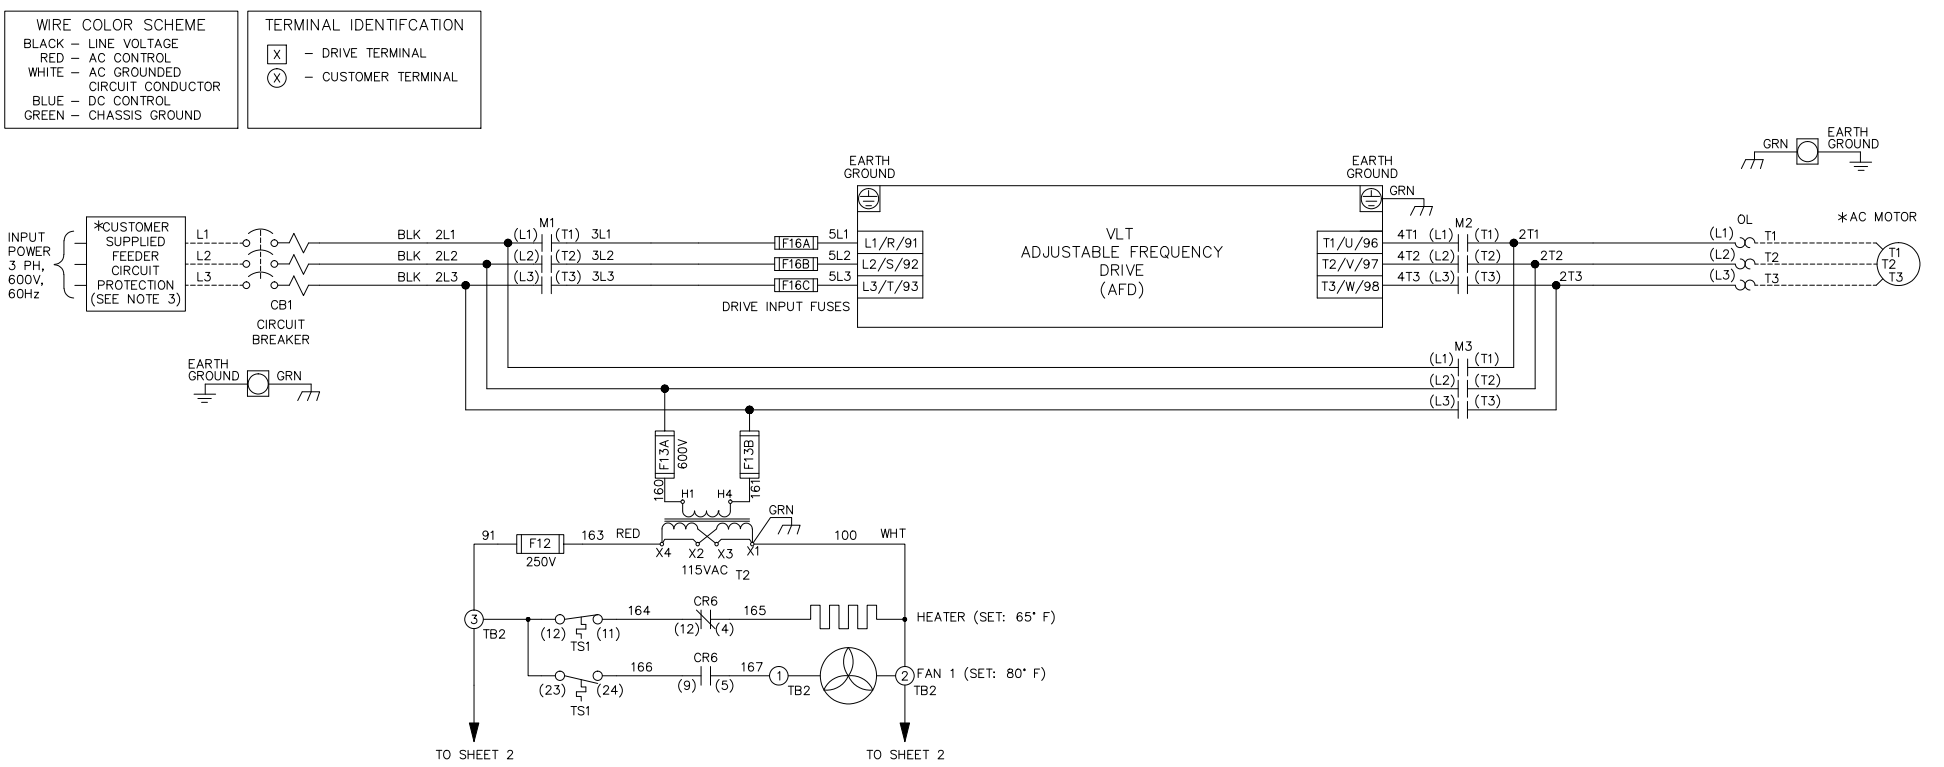 WIRE COLOR SCHEME
BLACK – LINE VOLTAGE
RED – AC CONTROL
WHITE – AC GROUNDED
CIRCUIT CONDUCTOR
BLUE – DC CONTROL
GREEN – CHASSIS GROUND
TERMINAL IDENTIFCATION
X – DRIVE TERMINAL
X – CUSTOMER TERMINAL
INPUT
POWER
3 PH,
600V,
60Hz
*CUSTOMER
SUPPLIED
FEEDER
CIRCUIT
PROTECTION
(SEE NOTE 3)
L1
L2
L3
CB1
CIRCUIT
BREAKER
EARTH
GROUND
GRN
BLK 2L1
BLK 2L2
BLK 2L3
M1
(L1) (T1) 3L1
(L2) (T2) 3L2
(L3) (T3) 3L3
F16A
F16B
F16C
DRIVE INPUT FUSES
5L1
5L2
5L3
EARTH
GROUND
L1/R/91
L2/S/92
L3/T/93
VLT
ADJUSTABLE FREQUENCY
DRIVE
(AFD)
EARTH
GROUND
GRN
T1/U/96
T2/V/97
T3/W/98
4T1 (L1) M2 (T1) 2T1
4T2 (L2) (T2) 2T2
4T3 (L3) (T3) 2T3
M3
(L1) (T1)
(L2) (T2)
(L3) (T3)
GRN
EARTH
GROUND
OL
(L1) T1
(L2) T2
(L3) T3
*AC MOTOR
T1
T2
T3
F13A
600V
F13B
160
161
H1 H4
GRN
91
F12
250V
163 RED
X4 X2 X3 X1
115VAC T2
100 WHT
3
TB2
(12) (11)
TS1
164
CR6
(12) (4)
165
HEATER (SET: 65° F)
(23) (24)
TS1
166
CR6
(9) (5)
167
1
TB2
2
TB2
FAN 1 (SET: 80° F)
TO SHEET 2
TO SHEET 2